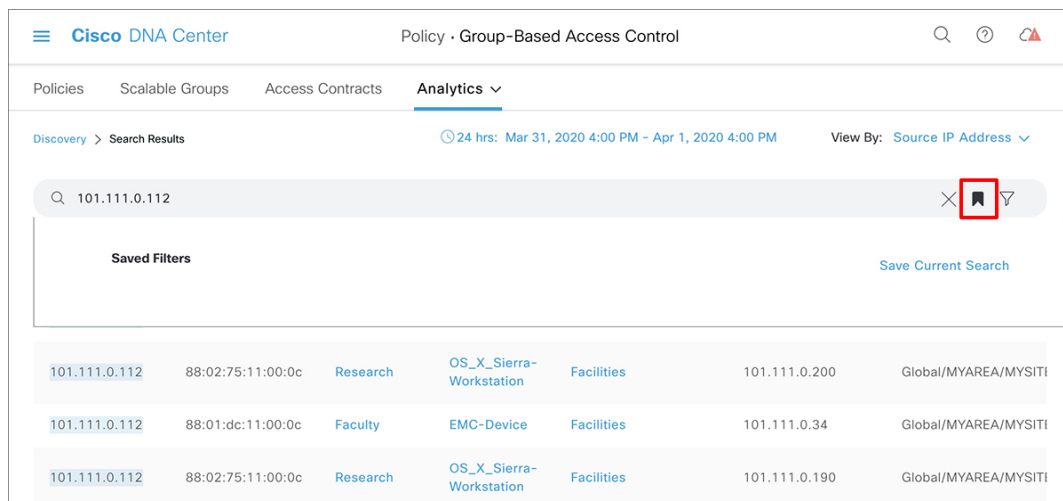 Cisco DNA Center
Policy · Group-Based Access Control
Policies Scalable Groups Access Contracts Analytics
Discovery > Search Results 24 hrs: Mar 31, 2020 4:00 PM - Apr 1, 2020 4:00 PM View By: Source IP Address
101.111.0.112
Saved Filters
Save Current Search
101.111.0.112 88:02:75:11:00:0c Research OS_X_Sierra-
Workstation Facilities 101.111.0.200 Global/MYAREA/MYSITE
101.111.0.112 88:01:dc:11:00:0c Faculty EMC-Device Facilities 101.111.0.34 Global/MYAREA/MYSITE
101.111.0.112 88:02:75:11:00:0c Research OS_X_Sierra-
Workstation Facilities 101.111.0.190 Global/MYAREA/MYSITE